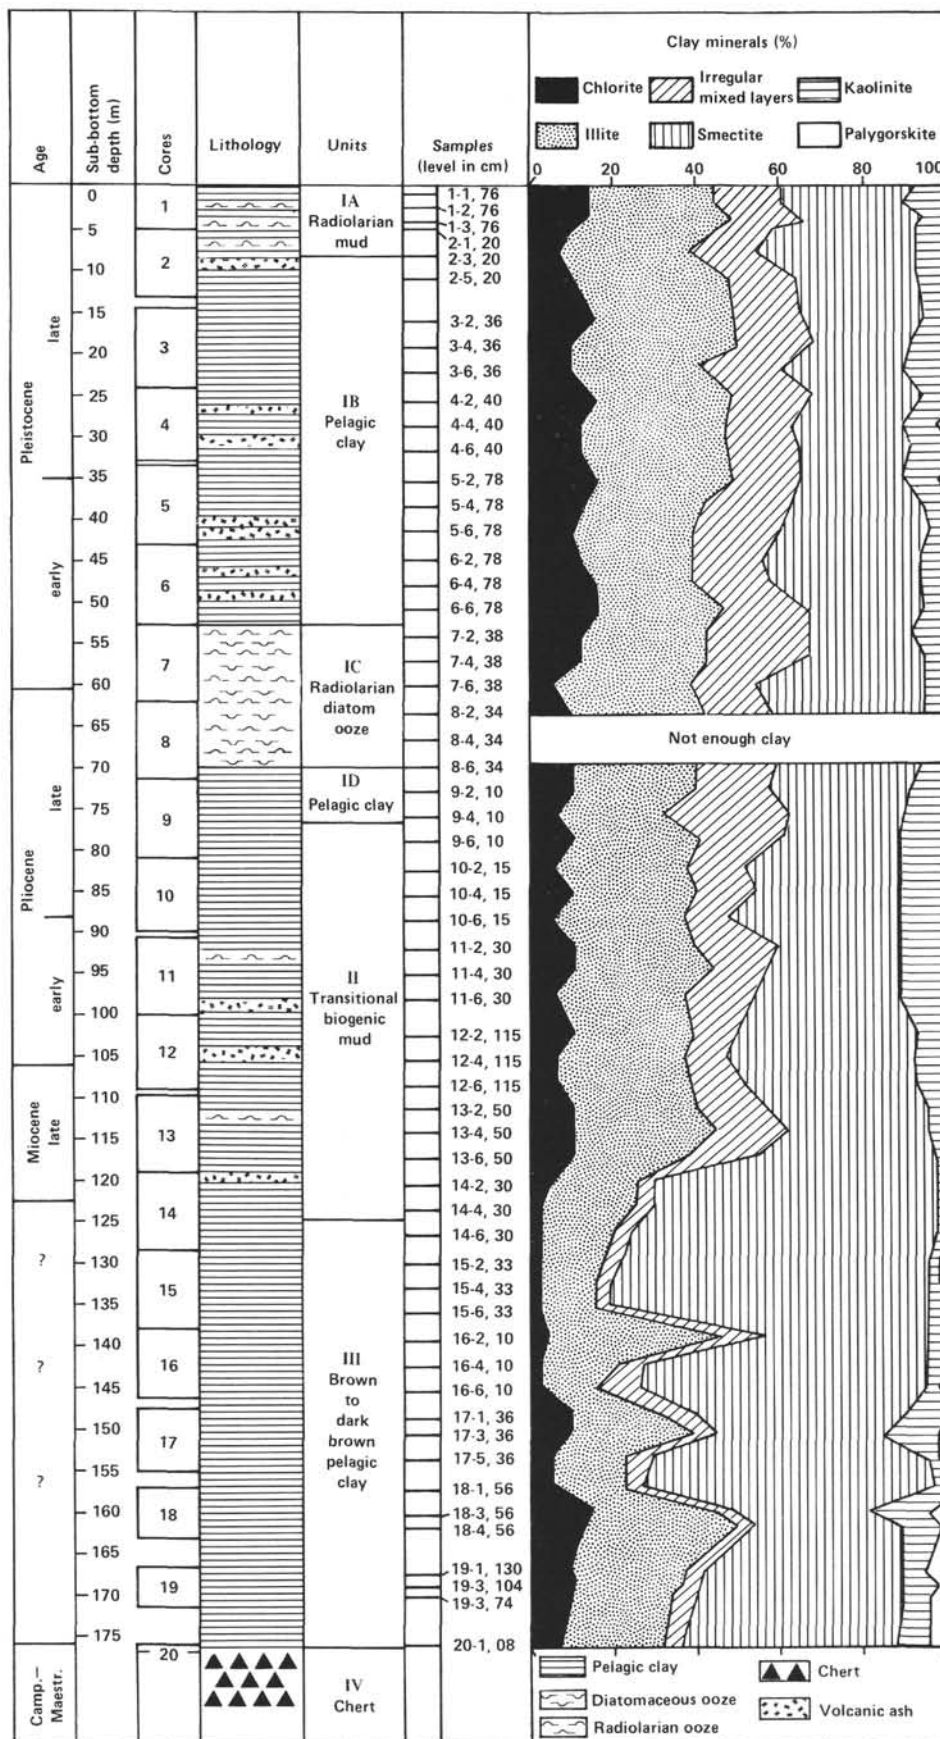 Clay minerals (%)
Chlorite
Irregular
mixed layers
Kaolinite
Illite
Smectite
Palygorskite
Age
Sub-bottom
depth (m)
Cores
Lithology
Units
Samples
(level in cm)
0 20 40 60 80 100
Pleistocene
late
early
Pliocene
late
early
Miocene
late
?
?
?
Camp.—
Maestr.
0
5
10
15
20
25
30
35
40
45
50
55
60
65
70
75
80
85
90
95
100
105
110
115
120
125
130
135
140
145
150
155
160
165
170
175
1
2
3
4
5
6
7
8
9
10
11
12
13
14
15
16
17
18
19
20
IA
Radiolarian
mud
IB
Pelagic
clay
IC
Radiolarian
diatom
ooze
ID
Pelagic clay
II
Transitional
biogenic
mud
III
Brown
to
dark
brown
pelagic
clay
IV
Chert
1-1, 76
1-2, 76
1-3, 76
2-1, 20
2-3, 20
2-5, 20
3-2, 36
3-4, 36
3-6, 36
4-2, 40
4-4, 40
4-6, 40
5-2, 78
5-4, 78
5-6, 78
6-2, 78
6-4, 78
6-6, 78
7-2, 38
7-4, 38
7-6, 38
8-2, 34
8-4, 34
8-6, 34
9-2, 10
9-4, 10
9-6, 10
10-2, 15
10-4, 15
10-6, 15
11-2, 30
11-4, 30
11-6, 30
12-2, 115
12-4, 115
12-6, 115
13-2, 50
13-4, 50
13-6, 50
14-2, 30
14-4, 30
14-6, 30
15-2, 33
15-4, 33
15-6, 33
16-2, 10
16-4, 10
16-6, 10
17-1, 36
17-3, 36
17-5, 36
18-1, 56
18-3, 56
18-4, 56
19-1, 130
19-3, 104
19-3, 74
20-1, 08
Not enough clay
0 20 40 60 80 100
Pelagic clay
Diatomaceous ooze
Radiolarian ooze
Chert
Volcanic ash